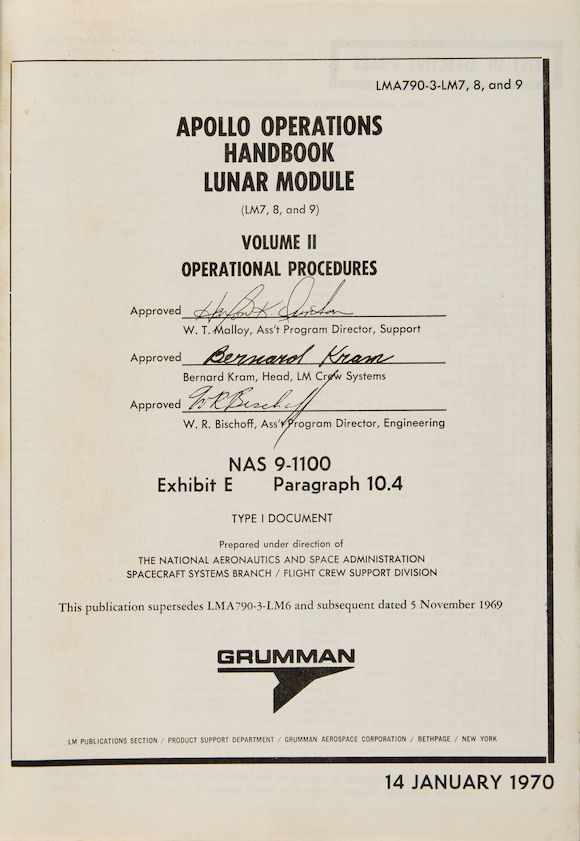 LMA790-3-LM7, 8, and 9
APOLLO OPERATIONS
HANDBOOK
LUNAR MODULE
(LM7, 8, and 9)
VOLUME II
OPERATIONAL PROCEDURES
Approved
W. T. Malloy, Ass't Program Director, Support
Approved Bernard Kram
Bernard Kram, Head, LM Crew Systems
Approved W R Bischoff
W. R. Bischoff, Ass't Program Director, Engineering
NAS 9-1100
Exhibit E Paragraph 10.4
TYPE I DOCUMENT
Prepared under direction of
THE NATIONAL AERONAUTICS AND SPACE ADMINISTRATION
SPACECRAFT SYSTEMS BRANCH / FLIGHT CREW SUPPORT DIVISION
This publication supersedes LMA790-3-LM6 and subsequent dated 5 November 1969
GRUMMAN
LM PUBLICATIONS SECTION / PRODUCT SUPPORT DEPARTMENT / GRUMMAN AEROSPACE CORPORATION / BETHPAGE / NEW YORK
14 JANUARY 1970